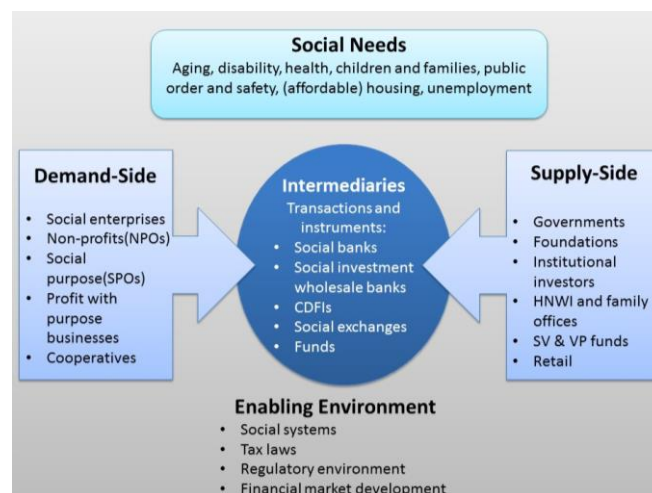 Social Needs
Aging, disability, health, children and families, public
order and safety, (affordable) housing, unemployment
Demand-Side
• Social enterprises
• Non-profits(NPOs)
• Social
purpose(SPOs)
• Profit with
purpose
businesses
• Cooperatives
Intermediaries
Transactions and
instruments:
• Social banks
• Social investment
wholesale banks
• CDFIs
• Social exchanges
• Funds
Supply-Side
• Governments
• Foundations
• Institutional
investors
• HNWI and family
offices
• SV & VP funds
• Retail
Enabling Environment
• Social systems
• Tax laws
• Regulatory environment
• Financial market development